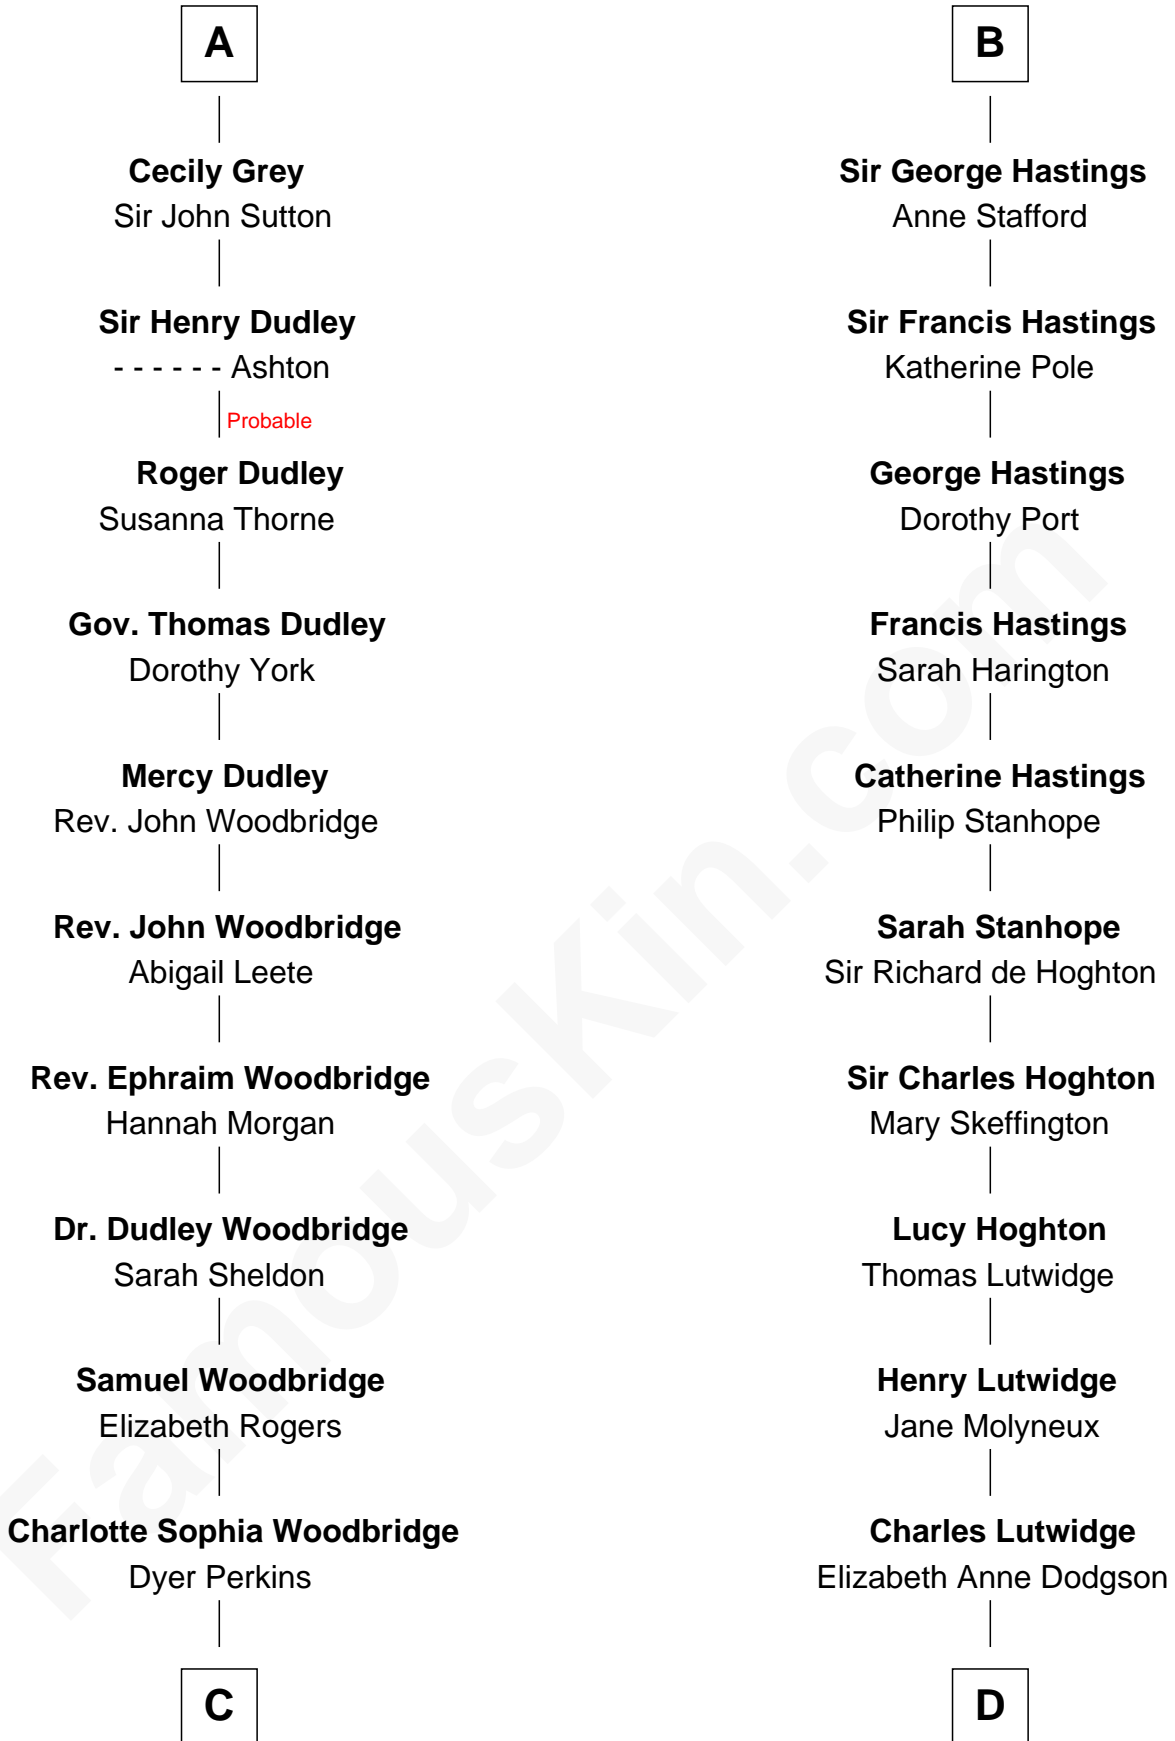 A
Cecily Grey
Sir John Sutton
Sir Henry Dudley
- - - - - - Ashton
Probable
Roger Dudley
Susanna Thorne
Gov. Thomas Dudley
Dorothy York
Mercy Dudley
Rev. John Woodbridge
Rev. John Woodbridge
Abigail Leete
Rev. Ephraim Woodbridge
Hannah Morgan
Dr. Dudley Woodbridge
Sarah Sheldon
Samuel Woodbridge
Elizabeth Rogers
Charlotte Sophia Woodbridge
Dyer Perkins
C
B
Sir George Hastings
Anne Stafford
Sir Francis Hastings
Katherine Pole
George Hastings
Dorothy Port
Francis Hastings
Sarah Harington
Catherine Hastings
Philip Stanhope
Sarah Stanhope
Sir Richard de Hoghton
Sir Charles Hoghton
Mary Skeffington
Lucy Hoghton
Thomas Lutwidge
Henry Lutwidge
Jane Molyneux
Charles Lutwidge
Elizabeth Anne Dodgson
D
FamousKin.com